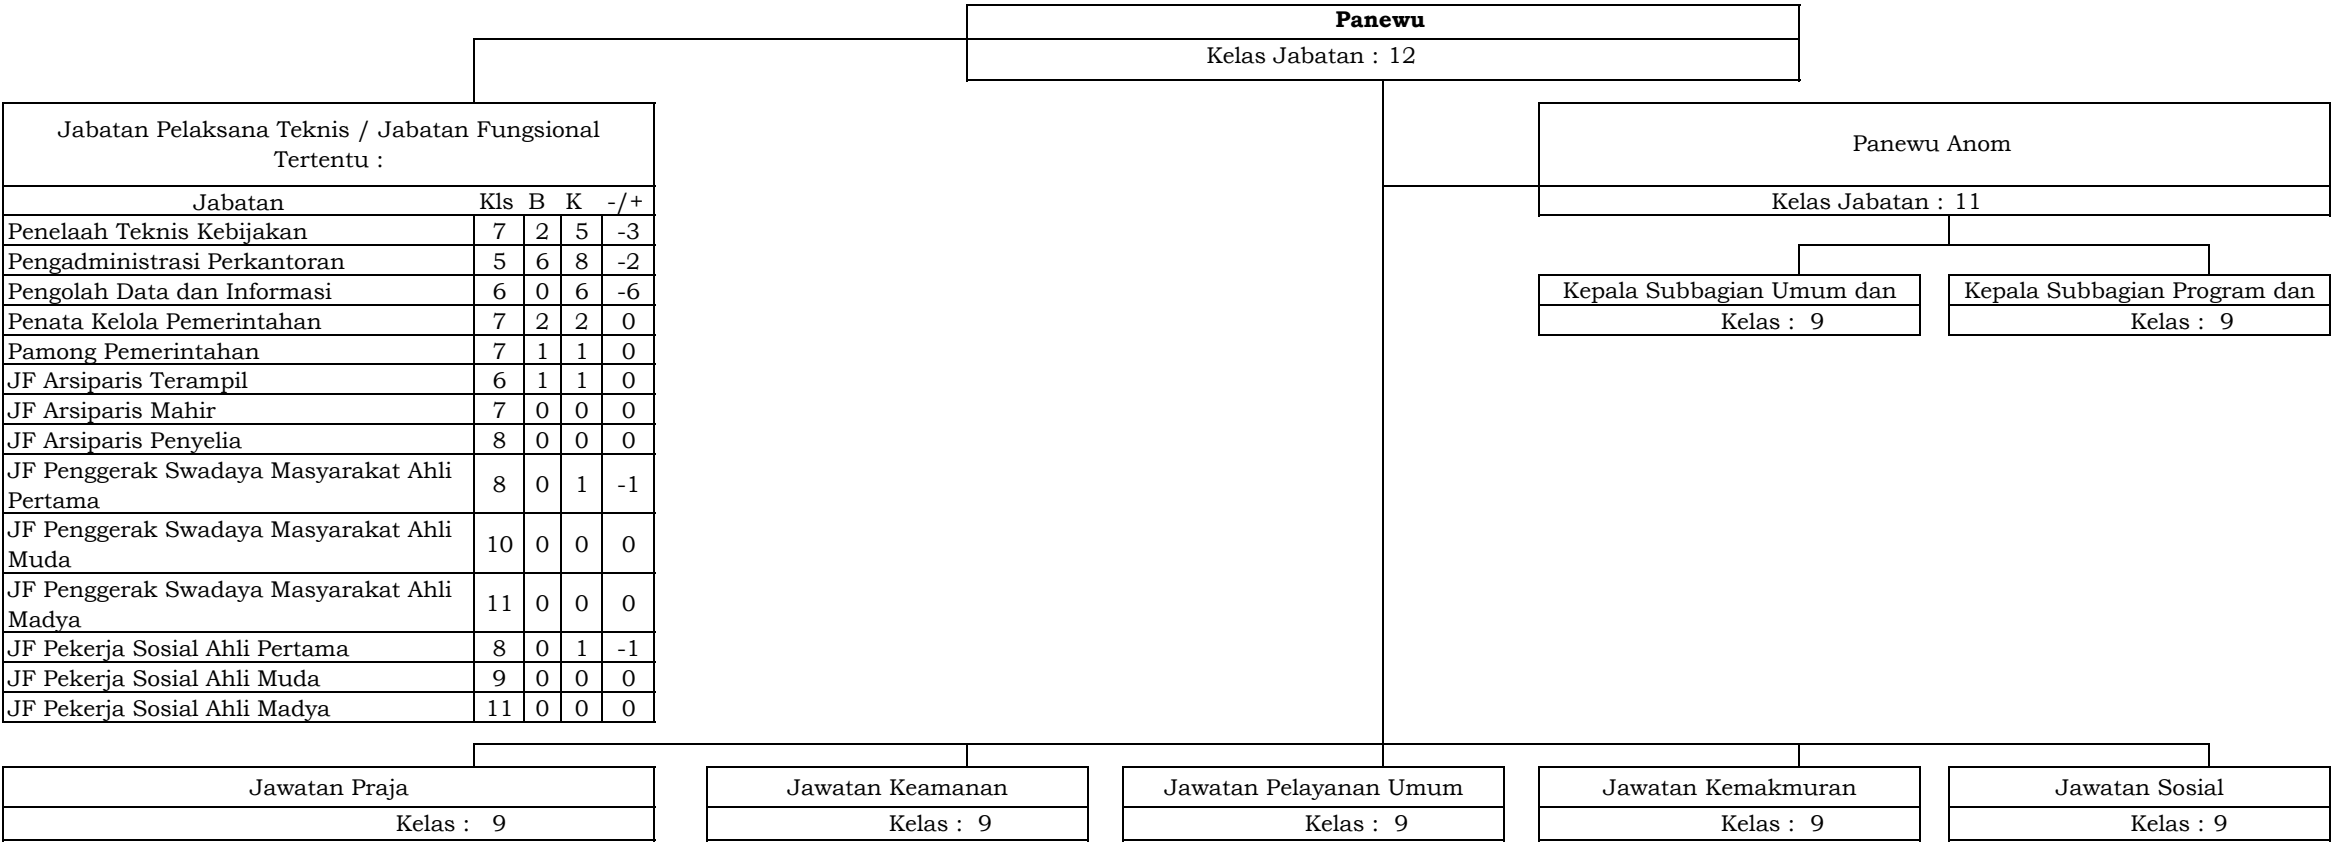 Panewu
Kelas Jabatan : 12
Jabatan Pelaksana Teknis / Jabatan Fungsional
Tertentu :
Jabatan Kls B K -/+
Penelaah Teknis Kebijakan 7 2 5 -3
Pengadministrasi Perkantoran 5 6 8 -2
Pengolah Data dan Informasi 6 0 6 -6
Penata Kelola Pemerintahan 7 2 2 0
Pamong Pemerintahan 7 1 1 0
JF Arsiparis Terampil 6 1 1 0
JF Arsiparis Mahir 7 0 0 0
JF Arsiparis Penyelia 8 0 0 0
JF Penggerak Swadaya Masyarakat Ahli
Pertama 8 0 1 -1
JF Penggerak Swadaya Masyarakat Ahli
Muda 10 0 0 0
JF Penggerak Swadaya Masyarakat Ahli
Madya 11 0 0 0
JF Pekerja Sosial Ahli Pertama 8 0 1 -1
JF Pekerja Sosial Ahli Muda 9 0 0 0
JF Pekerja Sosial Ahli Madya 11 0 0 0
Panewu Anom
Kelas Jabatan : 11
Kepala Subbagian Umum dan
Kelas : 9
Kepala Subbagian Program dan
Kelas : 9
Jawatan Praja
Kelas : 9
Jawatan Keamanan
Kelas : 9
Jawatan Pelayanan Umum
Kelas : 9
Jawatan Kemakmuran
Kelas : 9
Jawatan Sosial
Kelas : 9